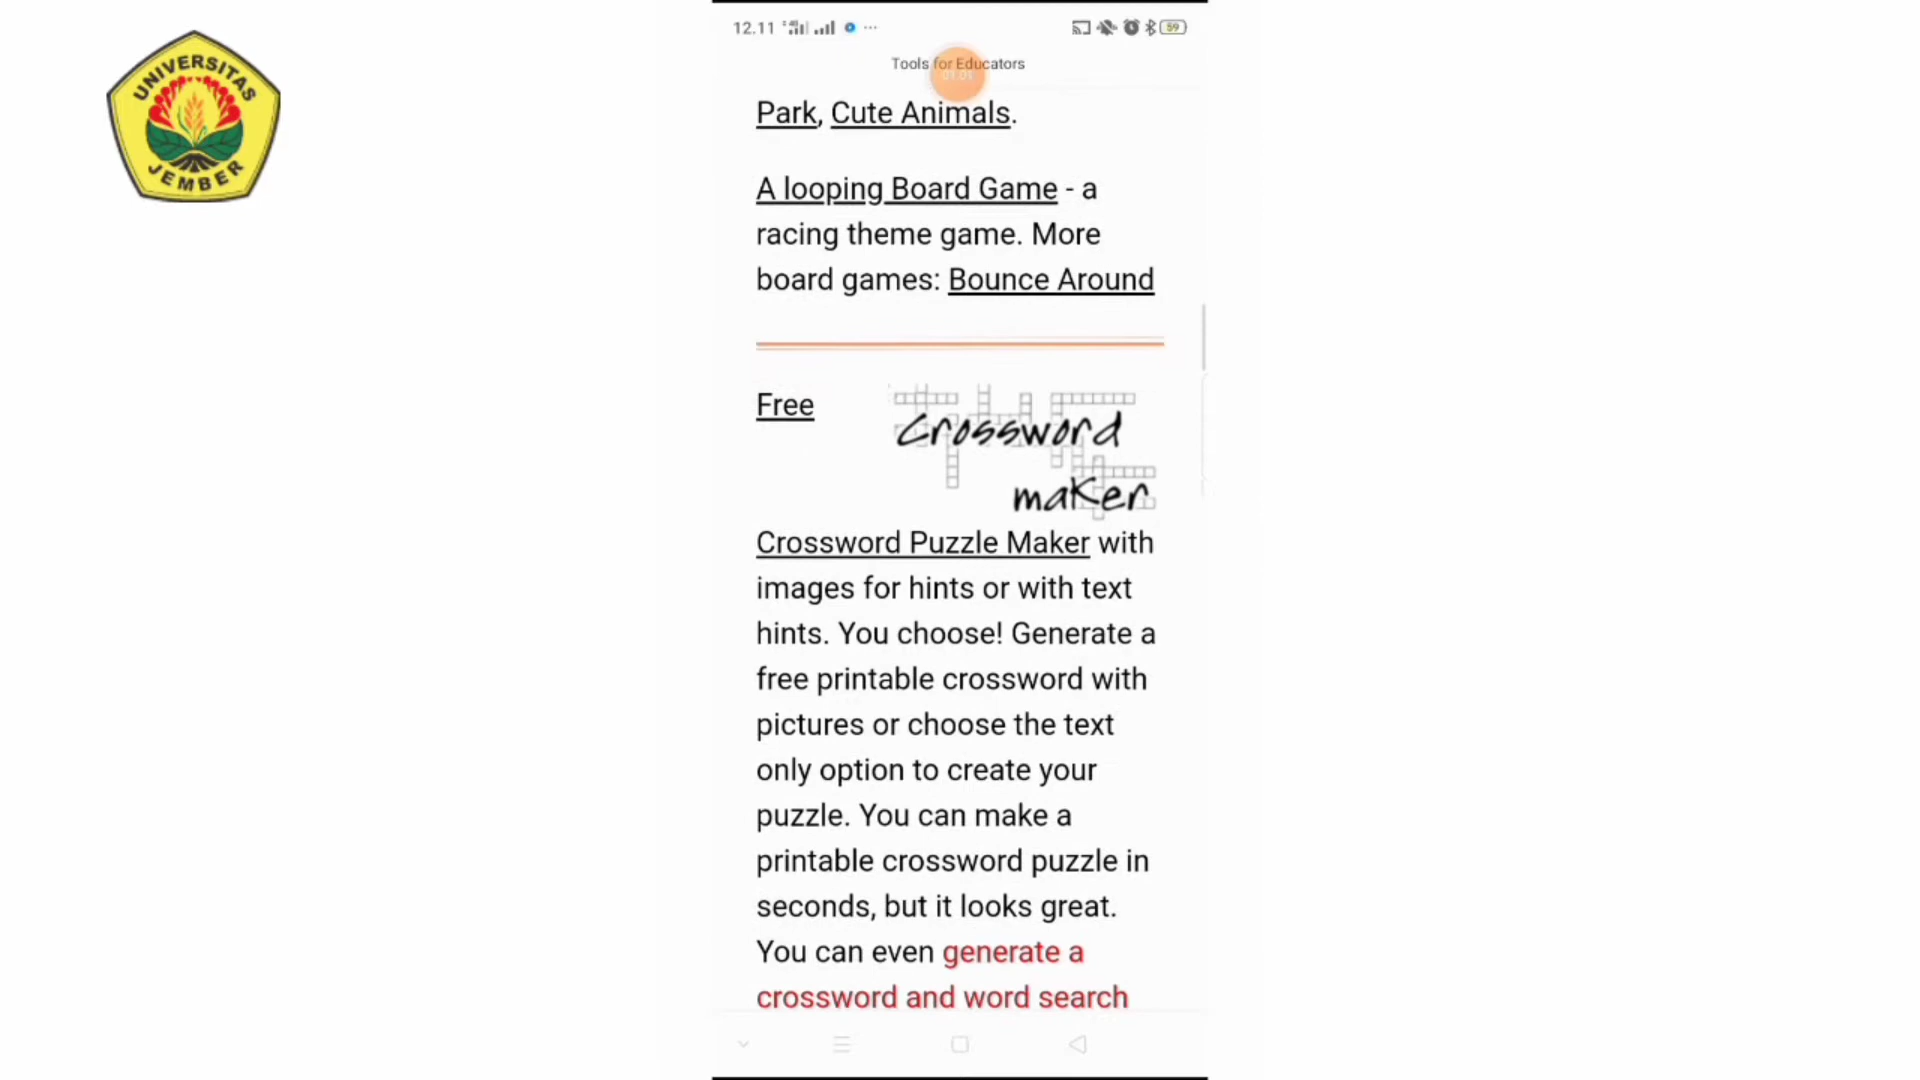 UNIVERSITAS
JEMBER
12.11
59
Tools for Educators
Park, Cute Animals.
A looping Board Game - a
racing theme game. More
board games: Bounce Around
Free
Crossword
maker
Crossword Puzzle Maker with
images for hints or with text
hints. You choose! Generate a
free printable crossword with
pictures or choose the text
only option to create your
puzzle. You can make a
printable crossword puzzle in
seconds, but it looks great.
You can even generate a
crossword and word search